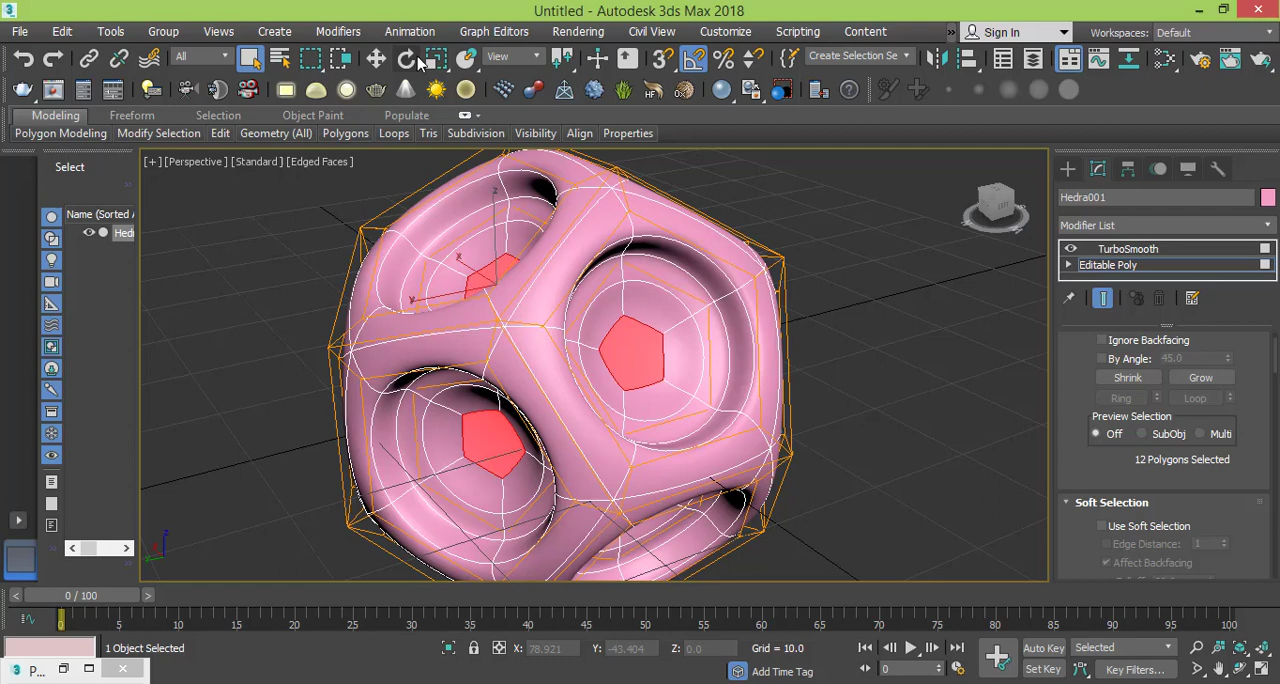 Untitled - Autodesk 3ds Max 2018
File Edit Tools Group Views Create Modifiers Animation Graph Editors Rendering Civil View Customize Scripting Content » Sign In Workspaces: Default
All View Create Selection Se
Modeling Freeform Selection Object Paint Populate
Polygon Modeling Modify Selection Edit Geometry (All) Polygons Loops Tris Subdivision Visibility Align Properties
Select
[+] [Perspective] [Standard] [Edged Faces]
Name (Sorted A
Hedr
Hedra001
Modifier List
TurboSmooth
Editable Poly
Ignore Backfacing
By Angle: 45.0
Shrink Grow
Ring Loop
Preview Selection
Off SubObj Multi
12 Polygons Selected
Soft Selection
Use Soft Selection
Edge Distance: 1
Affect Backfacing
z
x
y
0 / 100
0 5 10 15 20 25 30 35 40 45 50 55 60 65 70 75 80 85 90 95 100
1 Object Selected X: 78.921 Y: -43.404 Z: 0.0 Grid = 10.0 Auto Key Selected
P... 0 Add Time Tag Set Key Key Filters...